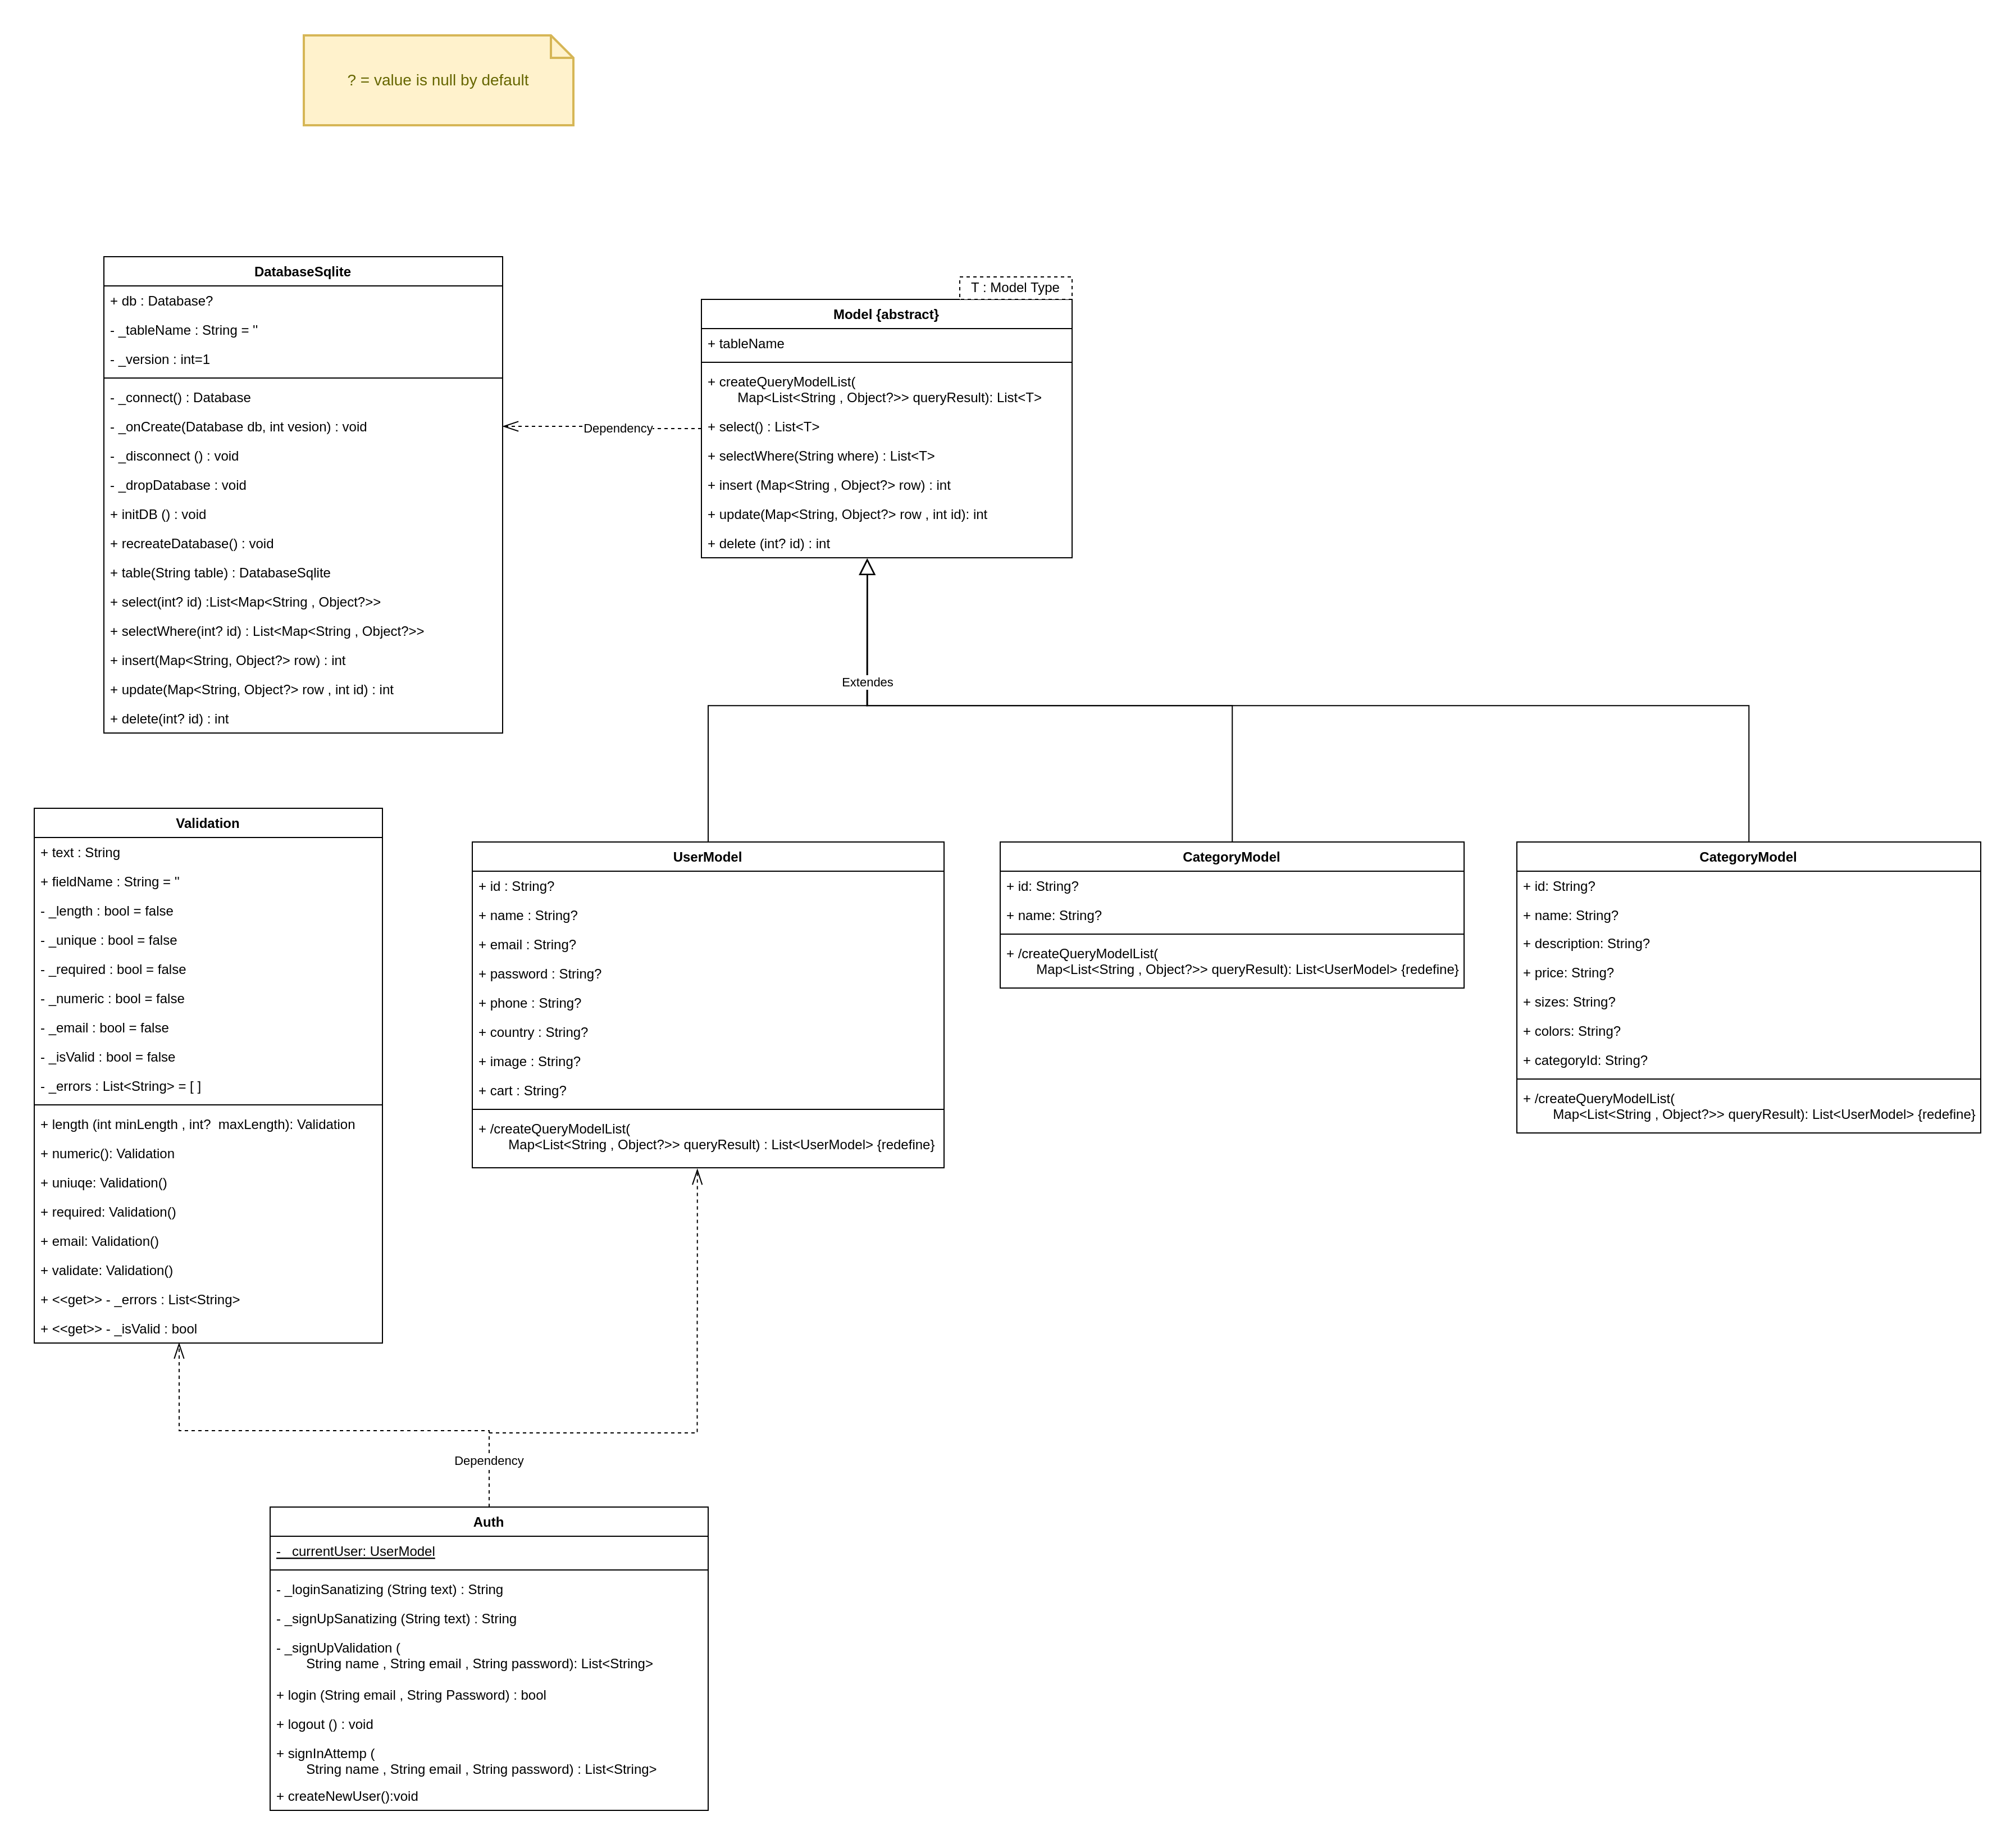 ? = value is null by default
DatabaseSqlite
+ db : Database?
- _tableName : String = ''
- _version : int=1
- _connect() : Database
- _onCreate(Database db, int vesion) : void
- _disconnect () : void
- _dropDatabase : void
+ initDB () : void
+ recreateDatabase() : void
+ table(String table) : DatabaseSqlite
+ select(int? id) :List<Map<String , Object?>>
+ selectWhere(int? id) : List<Map<String , Object?>>
+ insert(Map<String, Object?> row) : int
+ update(Map<String, Object?> row , int id) : int
+ delete(int? id) : int
Dependency
T : Model Type
Model {abstract}
+ tableName
+ createQueryModelList(
Map<List<String , Object?>> queryResult): List<T>
+ select() : List<T>
+ selectWhere(String where) : List<T>
+ insert (Map<String , Object?> row) : int
+ update(Map<String, Object?> row , int id): int
+ delete (int? id) : int
Extendes
Validation
+ text : String
+ fieldName : String = ''
- _length : bool = false
- _unique : bool = false
- _required : bool = false
- _numeric : bool = false
- _email : bool = false
- _isValid : bool = false
- _errors : List<String> = [ ]
+ length (int minLength , int?  maxLength): Validation
+ numeric(): Validation
+ uniuqe: Validation()
+ required: Validation()
+ email: Validation()
+ validate: Validation()
+ <<get>> - _errors : List<String>
+ <<get>> - _isValid : bool
UserModel
+ id : String?
+ name : String?
+ email : String?
+ password : String?
+ phone : String?
+ country : String?
+ image : String?
+ cart : String?
+ /createQueryModelList(
Map<List<String , Object?>> queryResult) : List<UserModel> {redefine}
CategoryModel
+ id: String?
+ name: String?
+ /createQueryModelList(
Map<List<String , Object?>> queryResult): List<UserModel> {redefine}
CategoryModel
+ id: String?
+ name: String?
+ description: String?
+ price: String?
+ sizes: String?
+ colors: String?
+ categoryId: String?
+ /createQueryModelList(
Map<List<String , Object?>> queryResult): List<UserModel> {redefine}
Dependency
Auth
- _currentUser: UserModel
- _loginSanatizing (String text) : String
- _signUpSanatizing (String text) : String
- _signUpValidation (
String name , String email , String password): List<String>
+ login (String email , String Password) : bool
+ logout () : void
+ signInAttemp (
String name , String email , String password) : List<String>
+ createNewUser():void